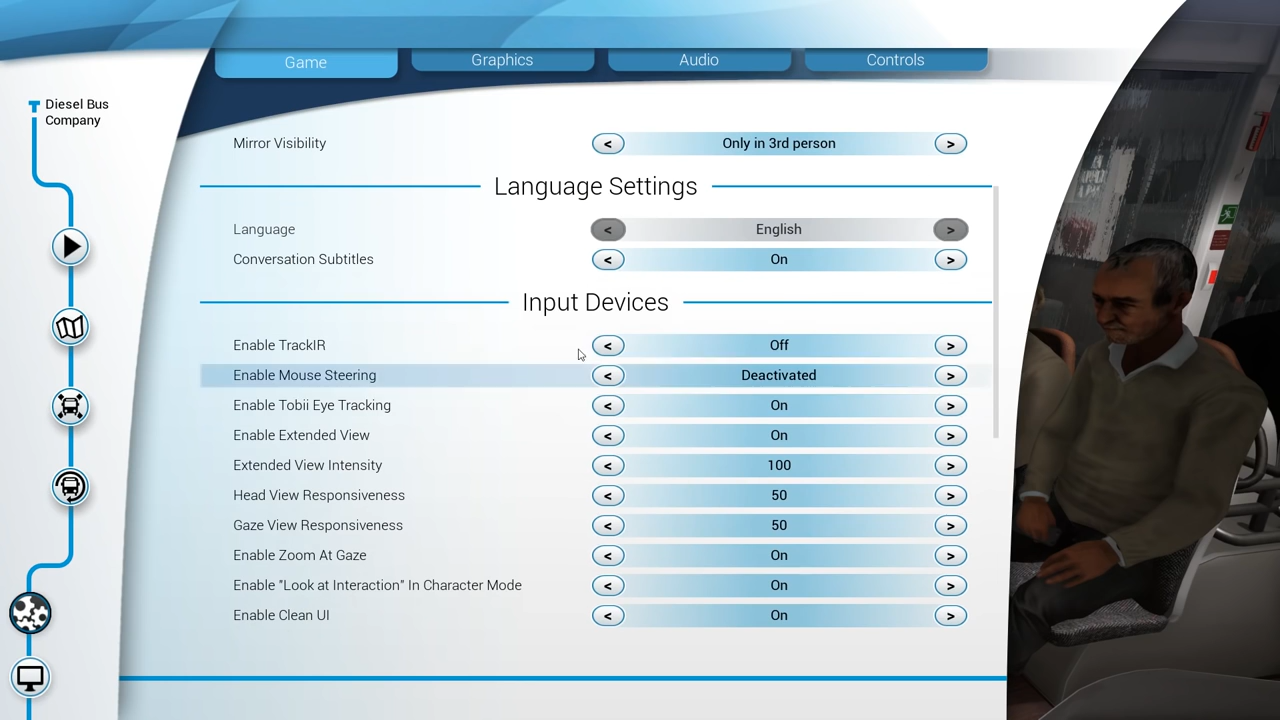 Game
Graphics
Audio
Controls
Diesel Bus
Company
Mirror Visibility < Only in 3rd person >
Language Settings
Language < English >
Conversation Subtitles < On >
Input Devices
Enable TrackIR < Off >
Enable Mouse Steering < Deactivated >
Enable Tobii Eye Tracking < On >
Enable Extended View < On >
Extended View Intensity < 100 >
Head View Responsiveness < 50 >
Gaze View Responsiveness < 50 >
Enable Zoom At Gaze < On >
Enable "Look at Interaction" In Character Mode < On >
Enable Clean UI < On >